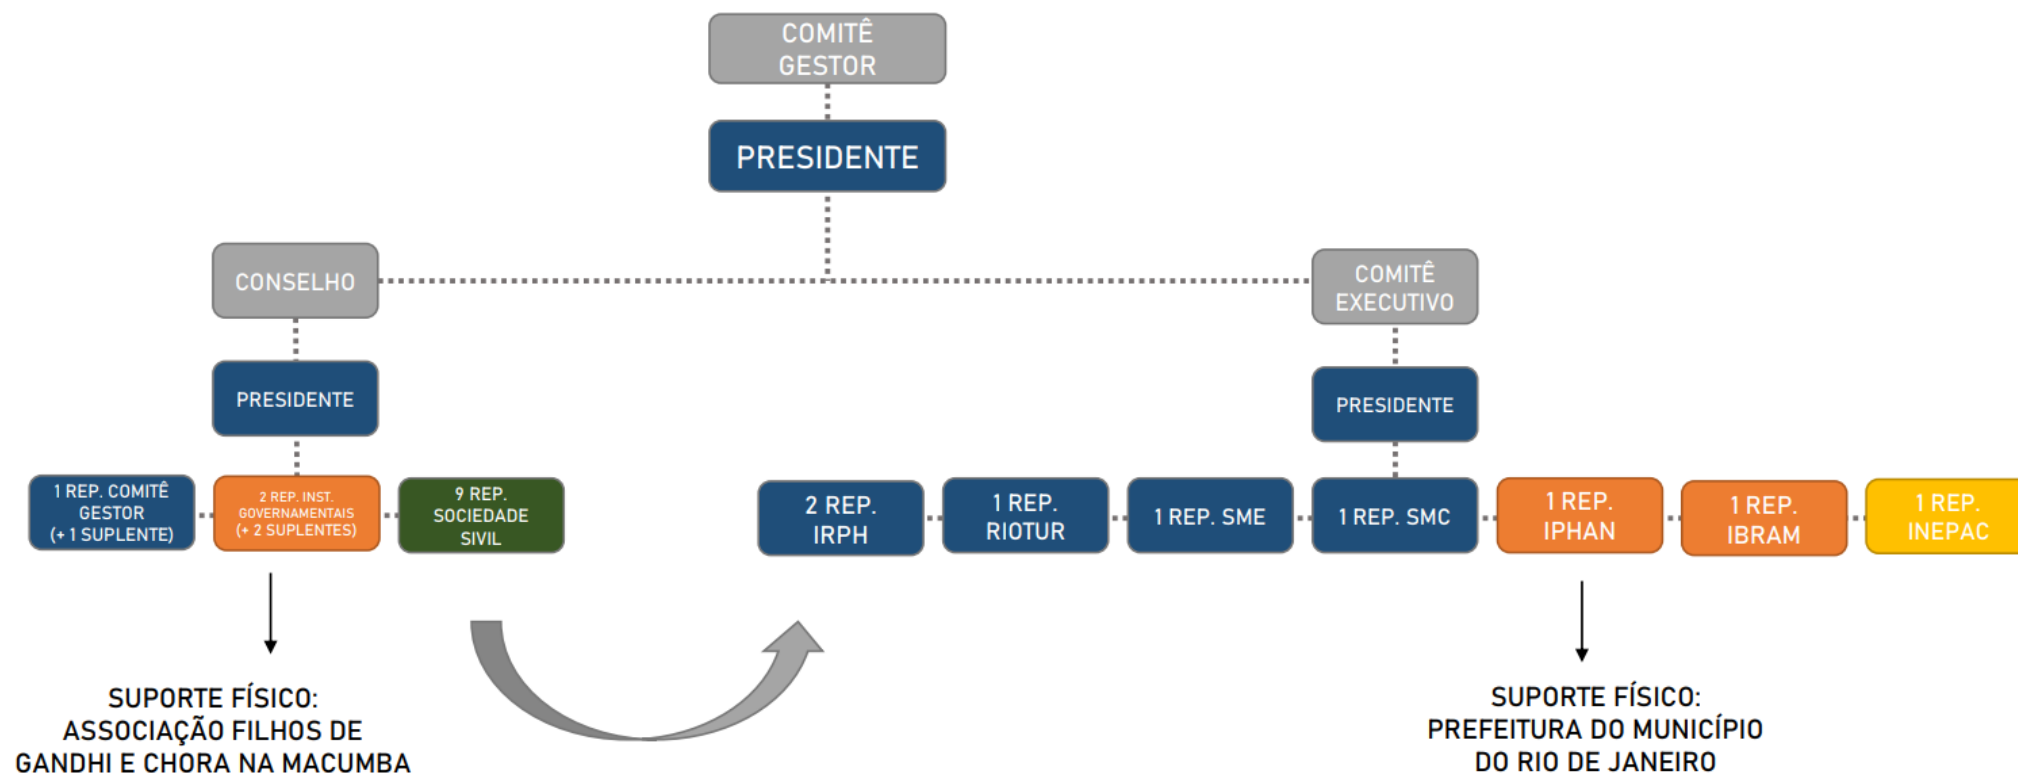 COMITÊ
GESTOR
PRESIDENTE
CONSELHO
COMITÊ
EXECUTIVO
PRESIDENTE
PRESIDENTE
1 REP. COMITÊ
GESTOR
(+ 1 SUPLENTE)
2 REP. INST.
GOVERNAMENTAIS
(+ 2 SUPLENTES)
9 REP.
SOCIEDADE
SIVIL
2 REP.
IRPH
1 REP.
RIOTUR
1 REP. SME
1 REP. SMC
1 REP.
IPHAN
1 REP.
IBRAM
1 REP.
INEPAC
SUPORTE FÍSICO:
ASSOCIAÇÃO FILHOS DE
GANDHI E CHORA NA MACUMBA
SUPORTE FÍSICO:
PREFEITURA DO MUNICÍPIO
DO RIO DE JANEIRO